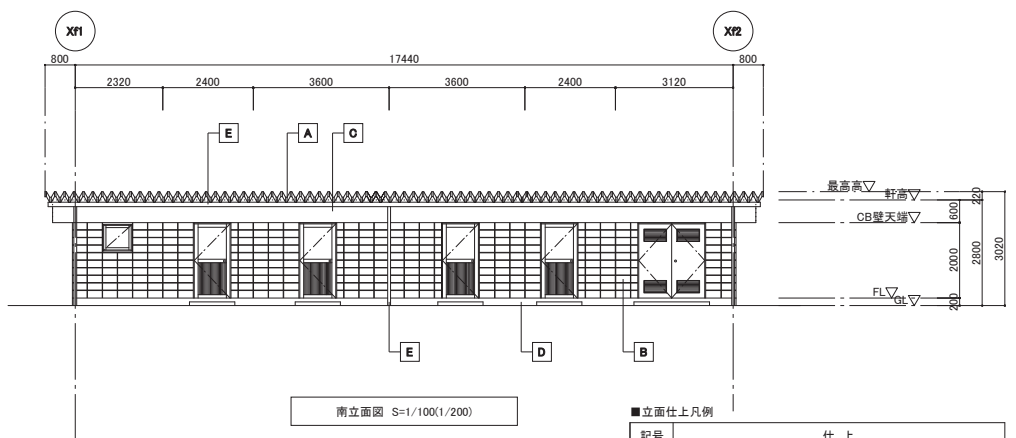 Xf1 Xf2
800 17440 800
2320 2400 3600 3600 2400 3120
E A C
最高高▽
軒高▽
CB壁天端▽
FL▽
GL▽
220
600
2000
200
2800
3020
E D B
南立面図 S=1/100(1/200)
■立面仕上凡例
記号 仕 上